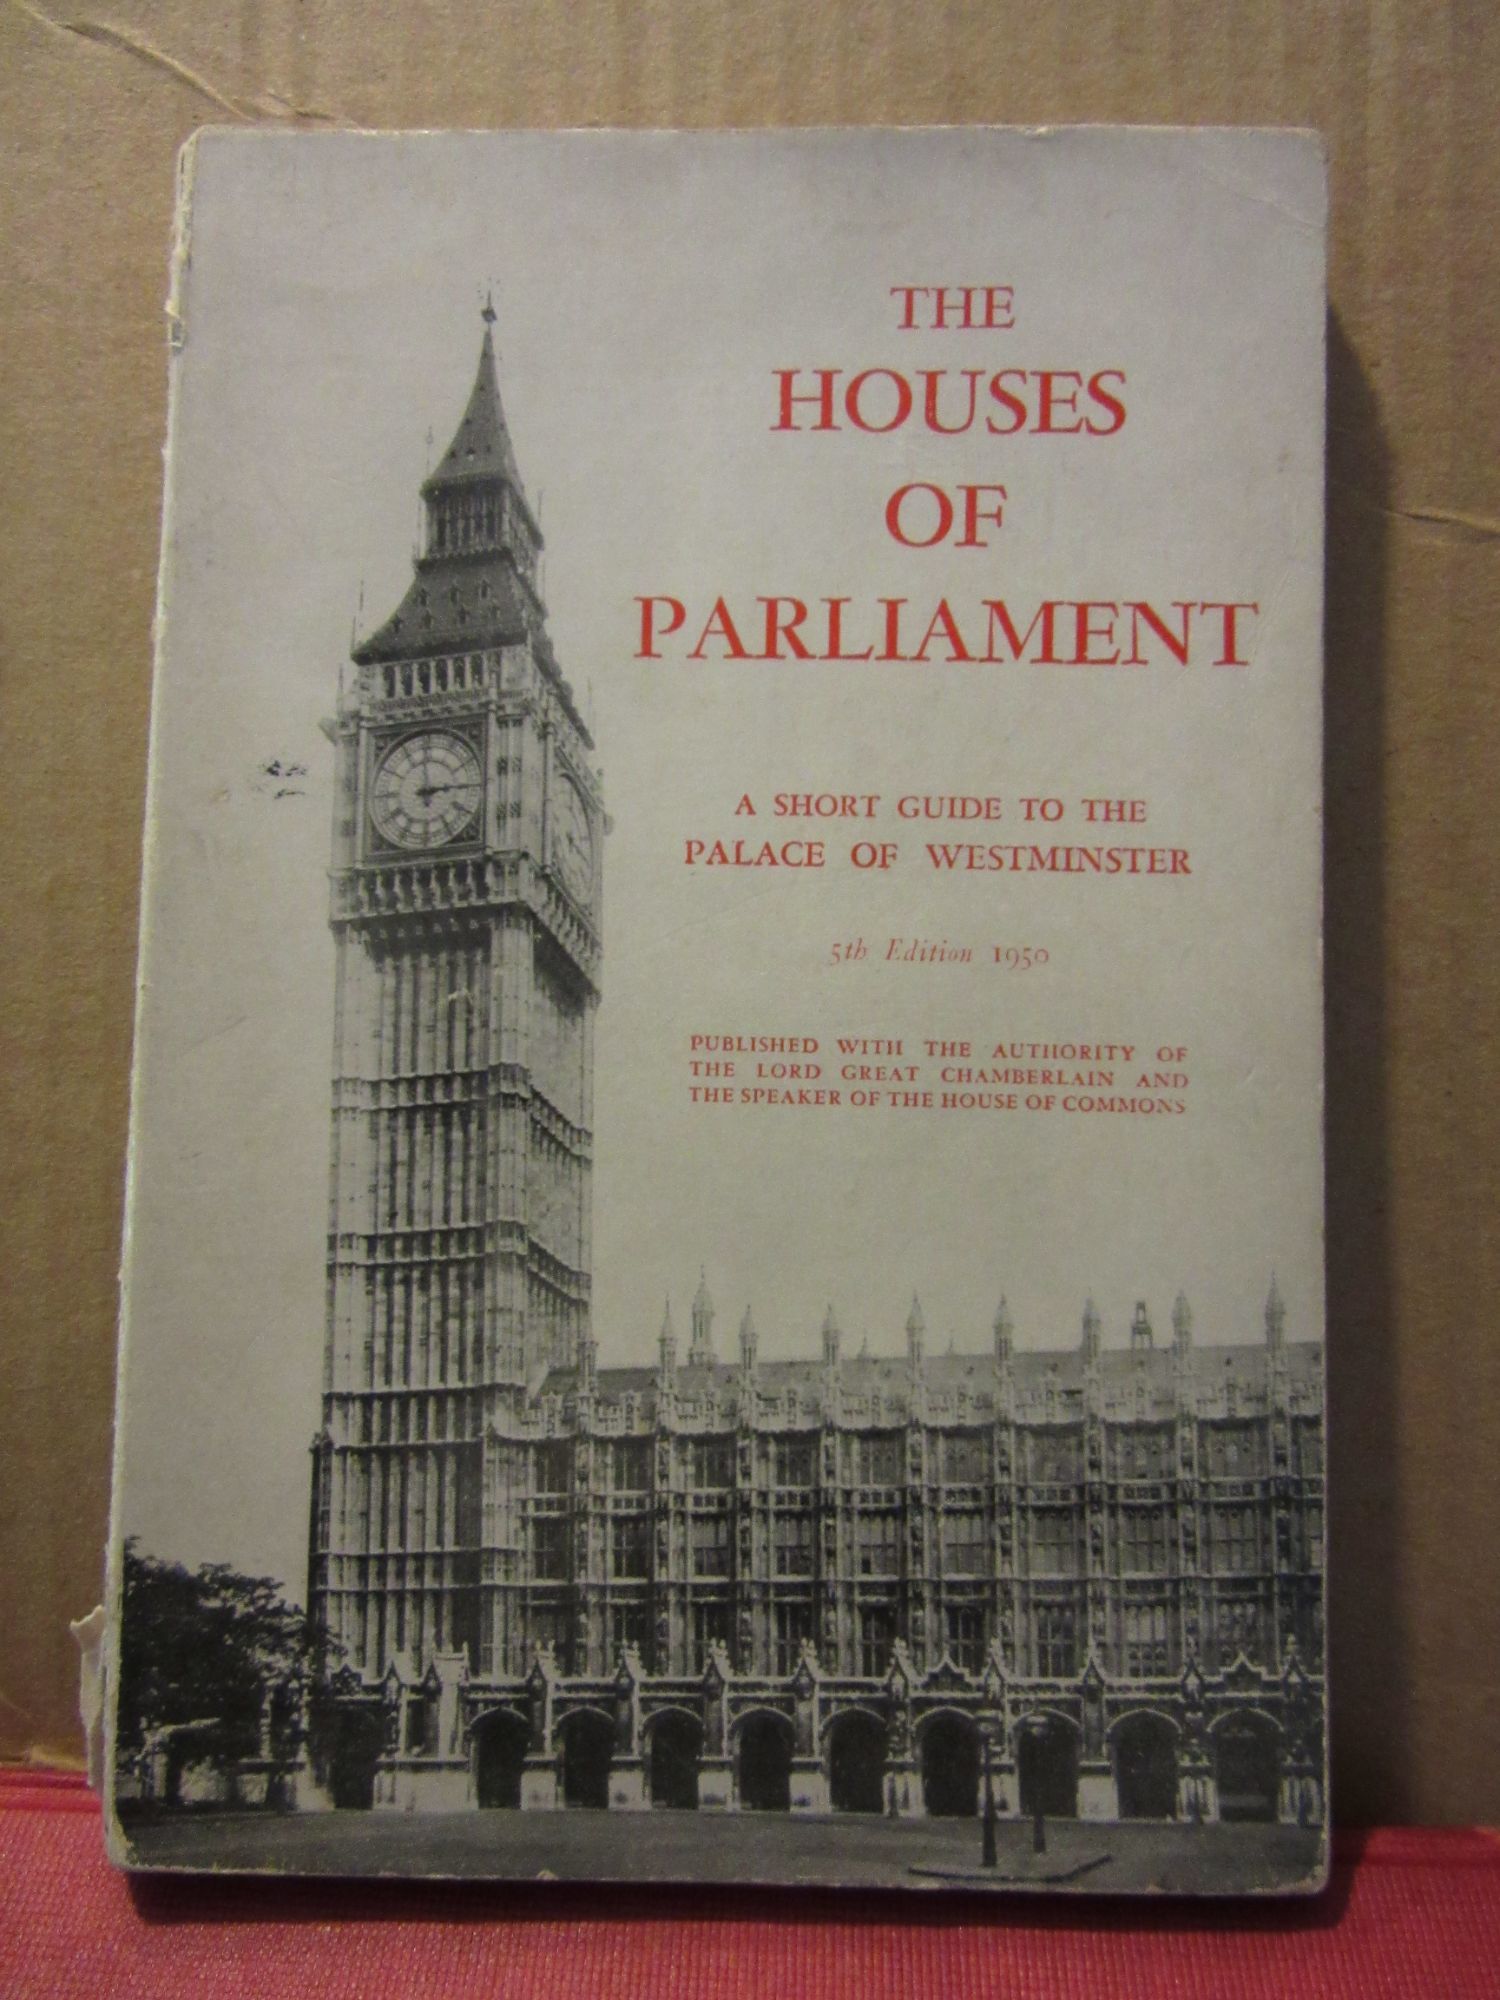 THE
HOUSES
OF
PARLIAMENT
A SHORT GUIDE TO THE
PALACE OF WESTMINSTER
5th Edition 1950
PUBLISHED WITH THE AUTHORITY OF
THE LORD GREAT CHAMBERLAIN AND
THE SPEAKER OF THE HOUSE OF COMMONS